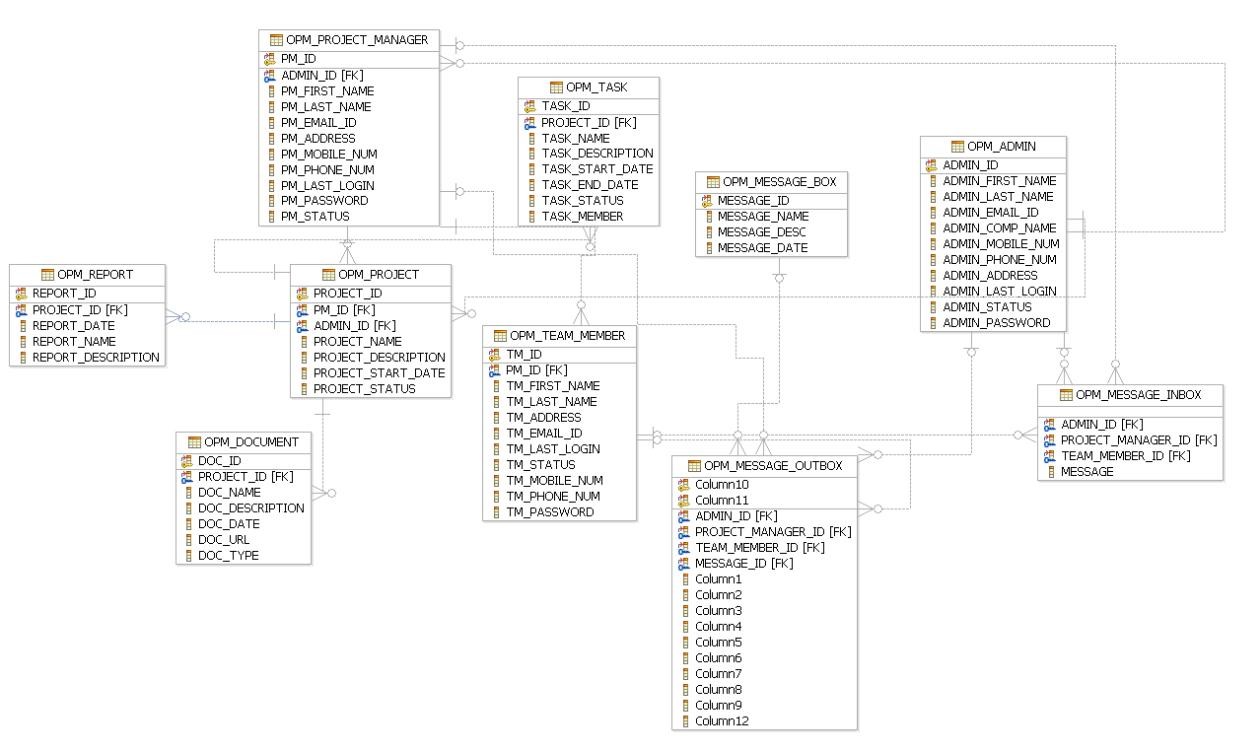 OPM_PROJECT_MANAGER
PM_ID
ADMIN_ID [FK]
PM_FIRST_NAME
PM_LAST_NAME
PM_EMAIL_ID
PM_ADDRESS
PM_MOBILE_NUM
PM_PHONE_NUM
PM_LAST_LOGIN
PM_PASSWORD
PM_STATUS
OPM_TASK
TASK_ID
PROJECT_ID [FK]
TASK_NAME
TASK_DESCRIPTION
TASK_START_DATE
TASK_END_DATE
TASK_STATUS
TASK_MEMBER
OPM_MESSAGE_BOX
MESSAGE_ID
MESSAGE_NAME
MESSAGE_DESC
MESSAGE_DATE
OPM_ADMIN
ADMIN_ID
ADMIN_FIRST_NAME
ADMIN_LAST_NAME
ADMIN_EMAIL_ID
ADMIN_COMP_NAME
ADMIN_MOBILE_NUM
ADMIN_PHONE_NUM
ADMIN_ADDRESS
ADMIN_LAST_LOGIN
ADMIN_STATUS
ADMIN_PASSWORD
OPM_REPORT
REPORT_ID
PROJECT_ID [FK]
REPORT_DATE
REPORT_NAME
REPORT_DESCRIPTION
OPM_PROJECT
PROJECT_ID
PM_ID [FK]
ADMIN_ID [FK]
PROJECT_NAME
PROJECT_DESCRIPTION
PROJECT_START_DATE
PROJECT_STATUS
OPM_TEAM_MEMBER
TM_ID
PM_ID [FK]
TM_FIRST_NAME
TM_LAST_NAME
TM_ADDRESS
TM_EMAIL_ID
TM_LAST_LOGIN
TM_STATUS
TM_MOBILE_NUM
TM_PHONE_NUM
TM_PASSWORD
OPM_MESSAGE_INBOX
ADMIN_ID [FK]
PROJECT_MANAGER_ID [FK]
TEAM_MEMBER_ID [FK]
MESSAGE
OPM_DOCUMENT
DOC_ID
PROJECT_ID [FK]
DOC_NAME
DOC_DESCRIPTION
DOC_DATE
DOC_URL
DOC_TYPE
OPM_MESSAGE_OUTBOX
Column10
Column11
ADMIN_ID [FK]
PROJECT_MANAGER_ID [FK]
TEAM_MEMBER_ID [FK]
MESSAGE_ID [FK]
Column1
Column2
Column3
Column4
Column5
Column6
Column7
Column8
Column9
Column12